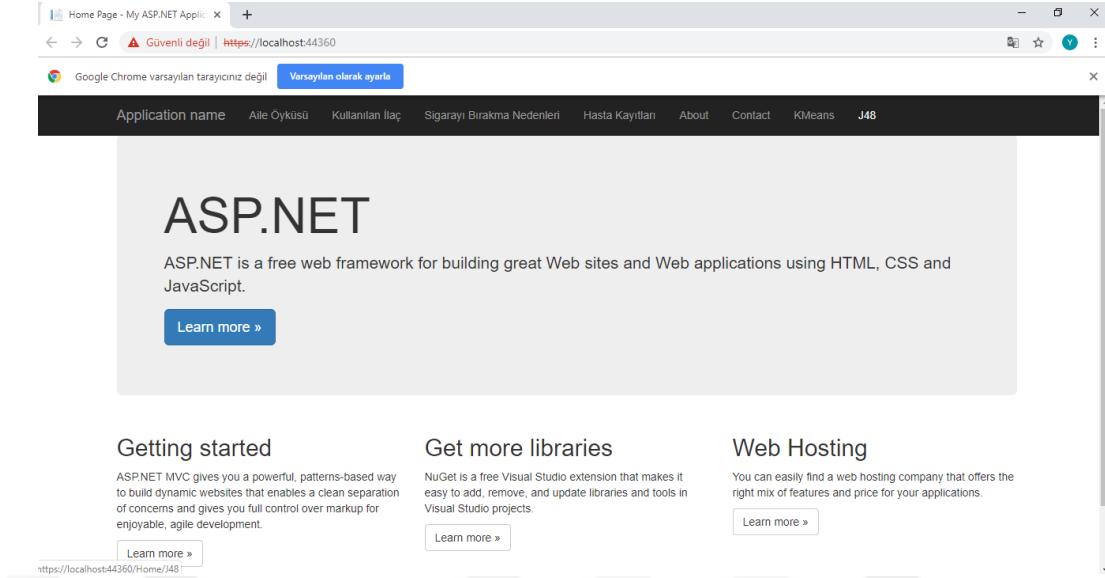 Home Page - My ASP.NET Applic
Güvenli değil | https://localhost:44360
Y
Google Chrome varsayılan tarayıcınız değil Varsayılan olarak ayarla
Application name Aile Öyküsü Kullanılan İlaç Sigarayı Bırakma Nedenleri Hasta Kayıtları About Contact KMeans J48
ASP.NET
ASP.NET is a free web framework for building great Web sites and Web applications using HTML, CSS and
JavaScript.
Learn more »
Getting started
ASP.NET MVC gives you a powerful, patterns-based way
to build dynamic websites that enables a clean separation
of concerns and gives you full control over markup for
enjoyable, agile development.
Learn more »
Get more libraries
NuGet is a free Visual Studio extension that makes it
easy to add, remove, and update libraries and tools in
Visual Studio projects.
Learn more »
Web Hosting
You can easily find a web hosting company that offers the
right mix of features and price for your applications.
Learn more »
https://localhost:44360/Home/J48